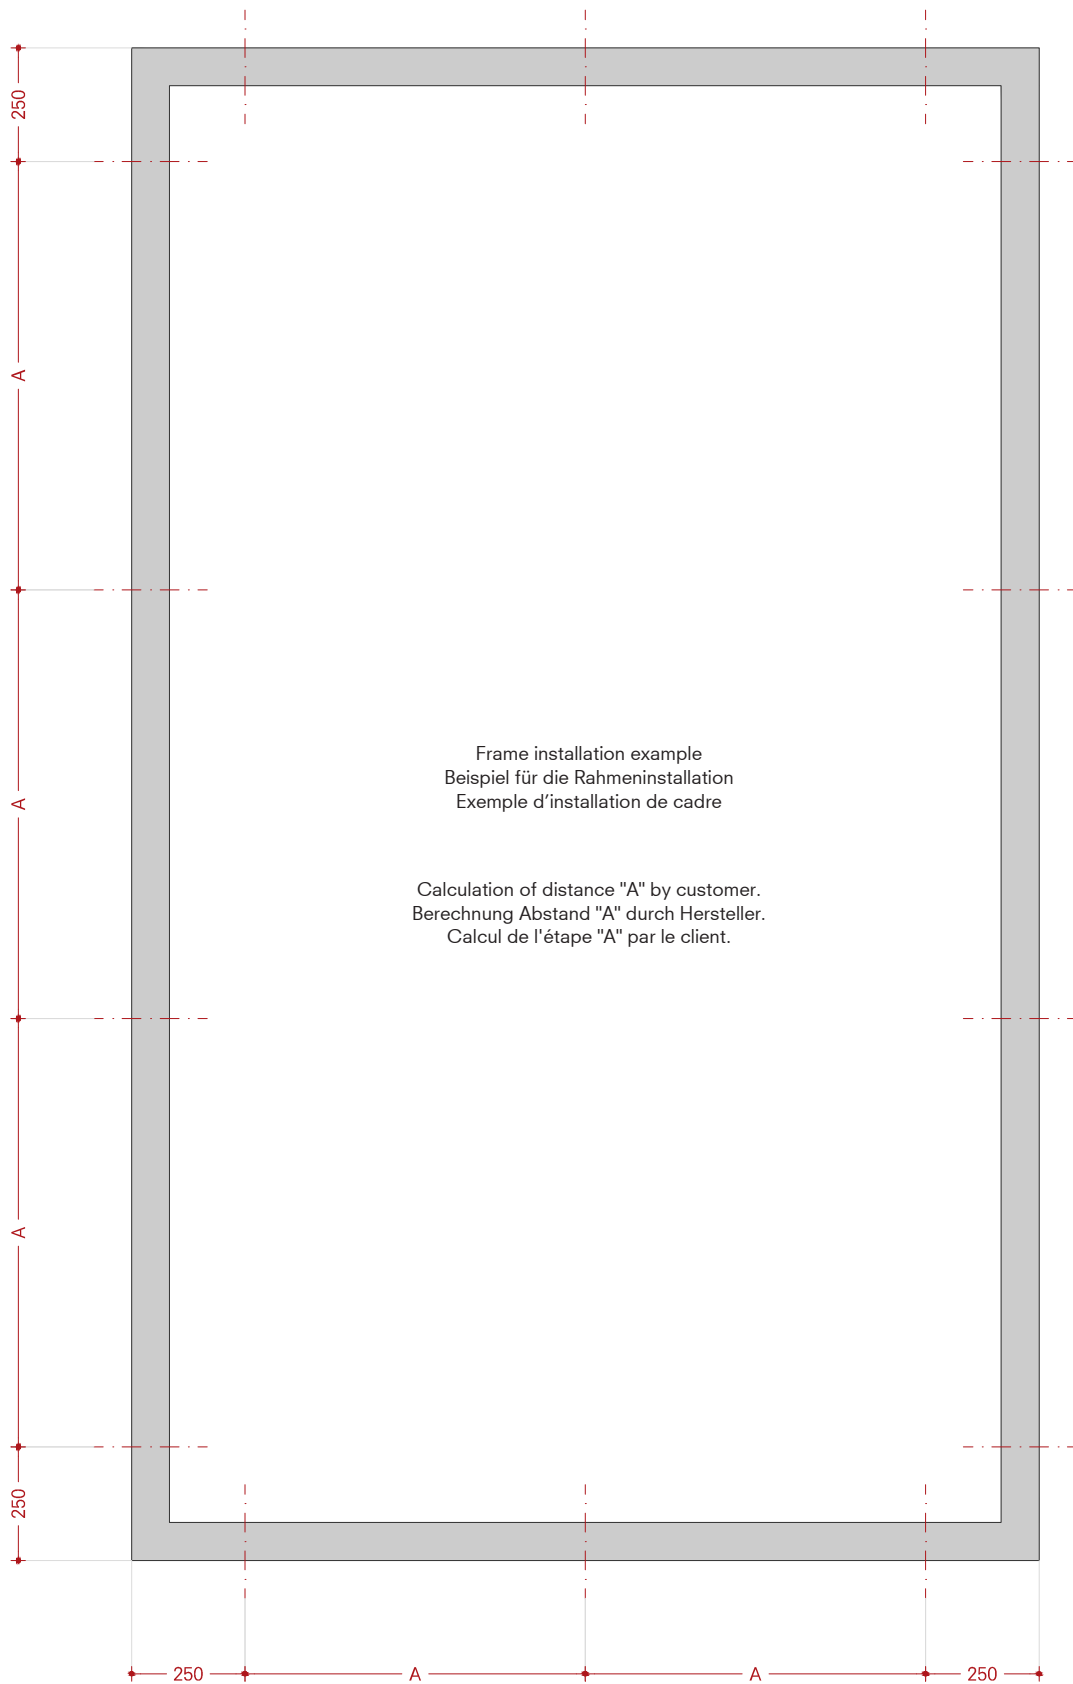 250
A
A
A
250
Frame installation example
Beispiel für die Rahmeninstallation
Exemple d’installation de cadre
Calculation of distance "A" by customer.
Berechnung Abstand "A" durch Hersteller.
Calcul de l'étape "A" par le client.
250
A
A
250